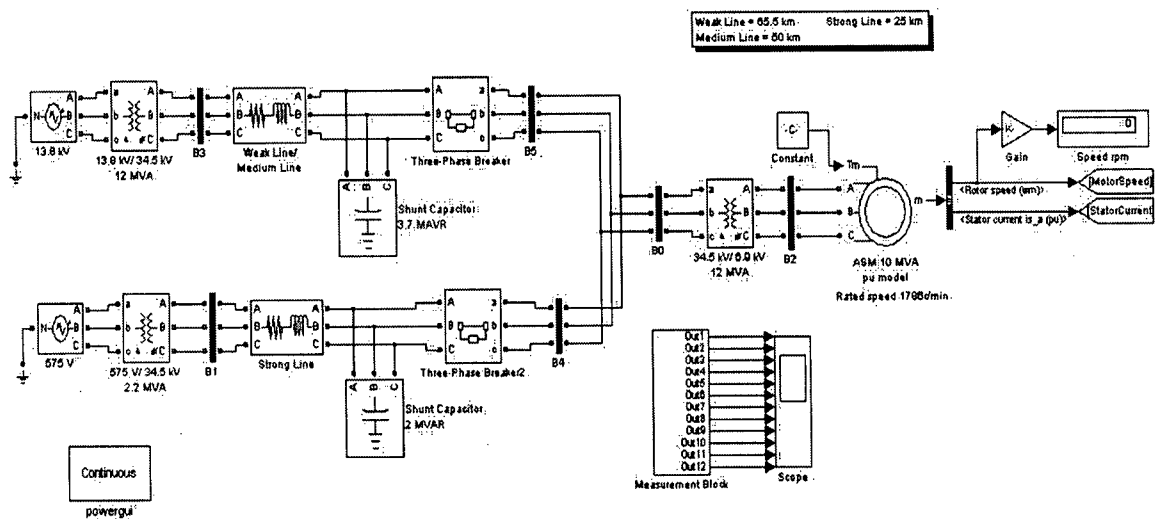 Weak Line = 65.5 km Strong Line = 25 km
Medium Line = 50 km
N
A
B
C
13.8 kV
a
b
c
A
B
C
13.8 kV/ 34.5 kV
12 MVA
B3
A
B
C
A
B
C
Weak Line/
Medium Line
A
B
C
a
b
c
Three-Phase Breaker
B5
A B C
Shunt Capacitor
3.7 MAVR
Constant
Tm
Gain
0
Speed rpm
<Rotor speed (wm)>
[MotorSpeed]
m
<Stator current is_a (pu)>
[StatorCurrent]
B0
a
b
c
A
B
C
34.5 kV/ 6.9 kV
12 MVA
B2
A
B
C
ASM 10 MVA
pu model
Rated speed 1786d/min.
N
A
B
C
575 V
a
b
c
A
B
C
575 V/ 34.5 kV
2.2 MVA
B1
A
B
C
A
B
C
Strong Line
A
B
C
a
b
c
Three-Phase Breaker2
B4
A B C
Shunt Capacitor
2 MVAR
Out1
Out2
Out3
Out4
Out5
Out6
Out7
Out8
Out9
Out10
Out11
Out12
Measurement Block
Scope
Continuous
powergui